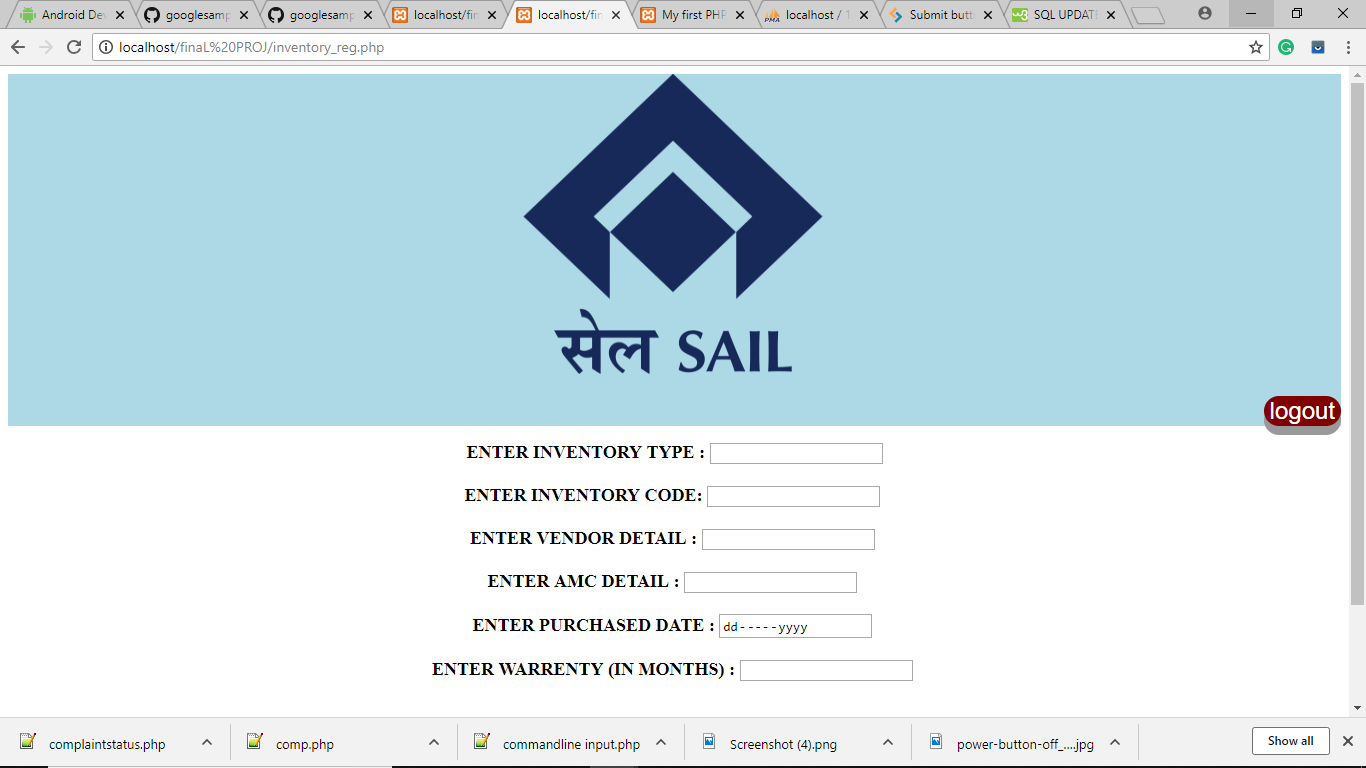 Android Dev
googlesamp
googlesamp
localhost/fin
localhost/fin
My first PHP
localhost / 1
Submit butt
SQL UPDATE
localhost/finaL%20PROJ/inventory_reg.php
सेल SAIL
logout
ENTER INVENTORY TYPE :
ENTER INVENTORY CODE:
ENTER VENDOR DETAIL :
ENTER AMC DETAIL :
ENTER PURCHASED DATE : dd-----yyyy
ENTER WARRENTY (IN MONTHS) :
complaintstatus.php
comp.php
commandline input.php
Screenshot (4).png
power-button-off_....jpg
Show all